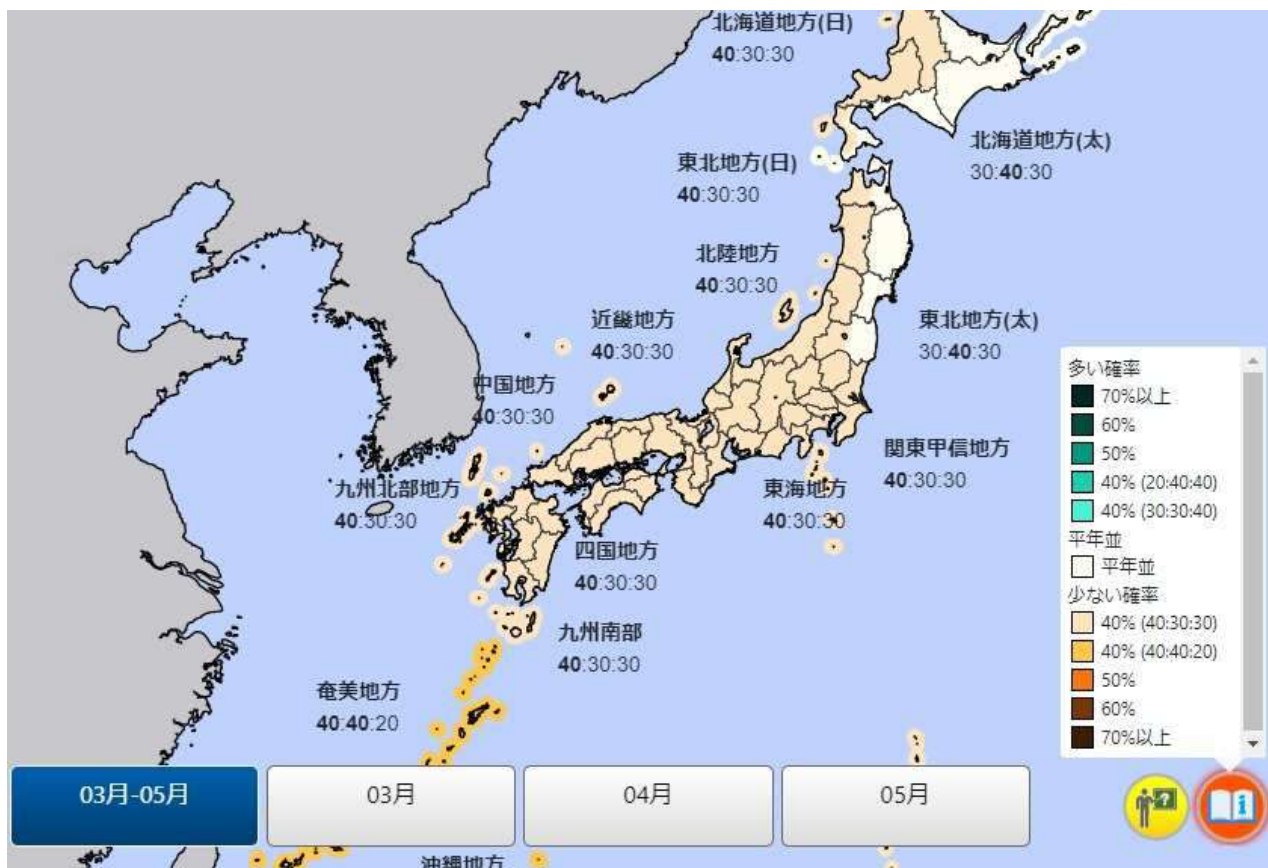 北海道地方(日)
40:30:30
北海道地方(太)
30:40:30
東北地方(日)
40:30:30
北陸地方
40:30:30
近畿地方
40:30:30
東北地方(太)
30:40:30
中国地方
40:30:30
関東甲信地方
40:30:30
九州北部地方
40:30:30
東海地方
40:30:30
四国地方
40:30:30
九州南部
40:30:30
奄美地方
40:40:20
沖縄地方
多い確率
70%以上
60%
50%
40% (20:40:40)
40% (30:30:40)
平年並
平年並
少ない確率
40% (40:30:30)
40% (40:40:20)
50%
60%
70%以上
03月-05月
03月
04月
05月
?
i